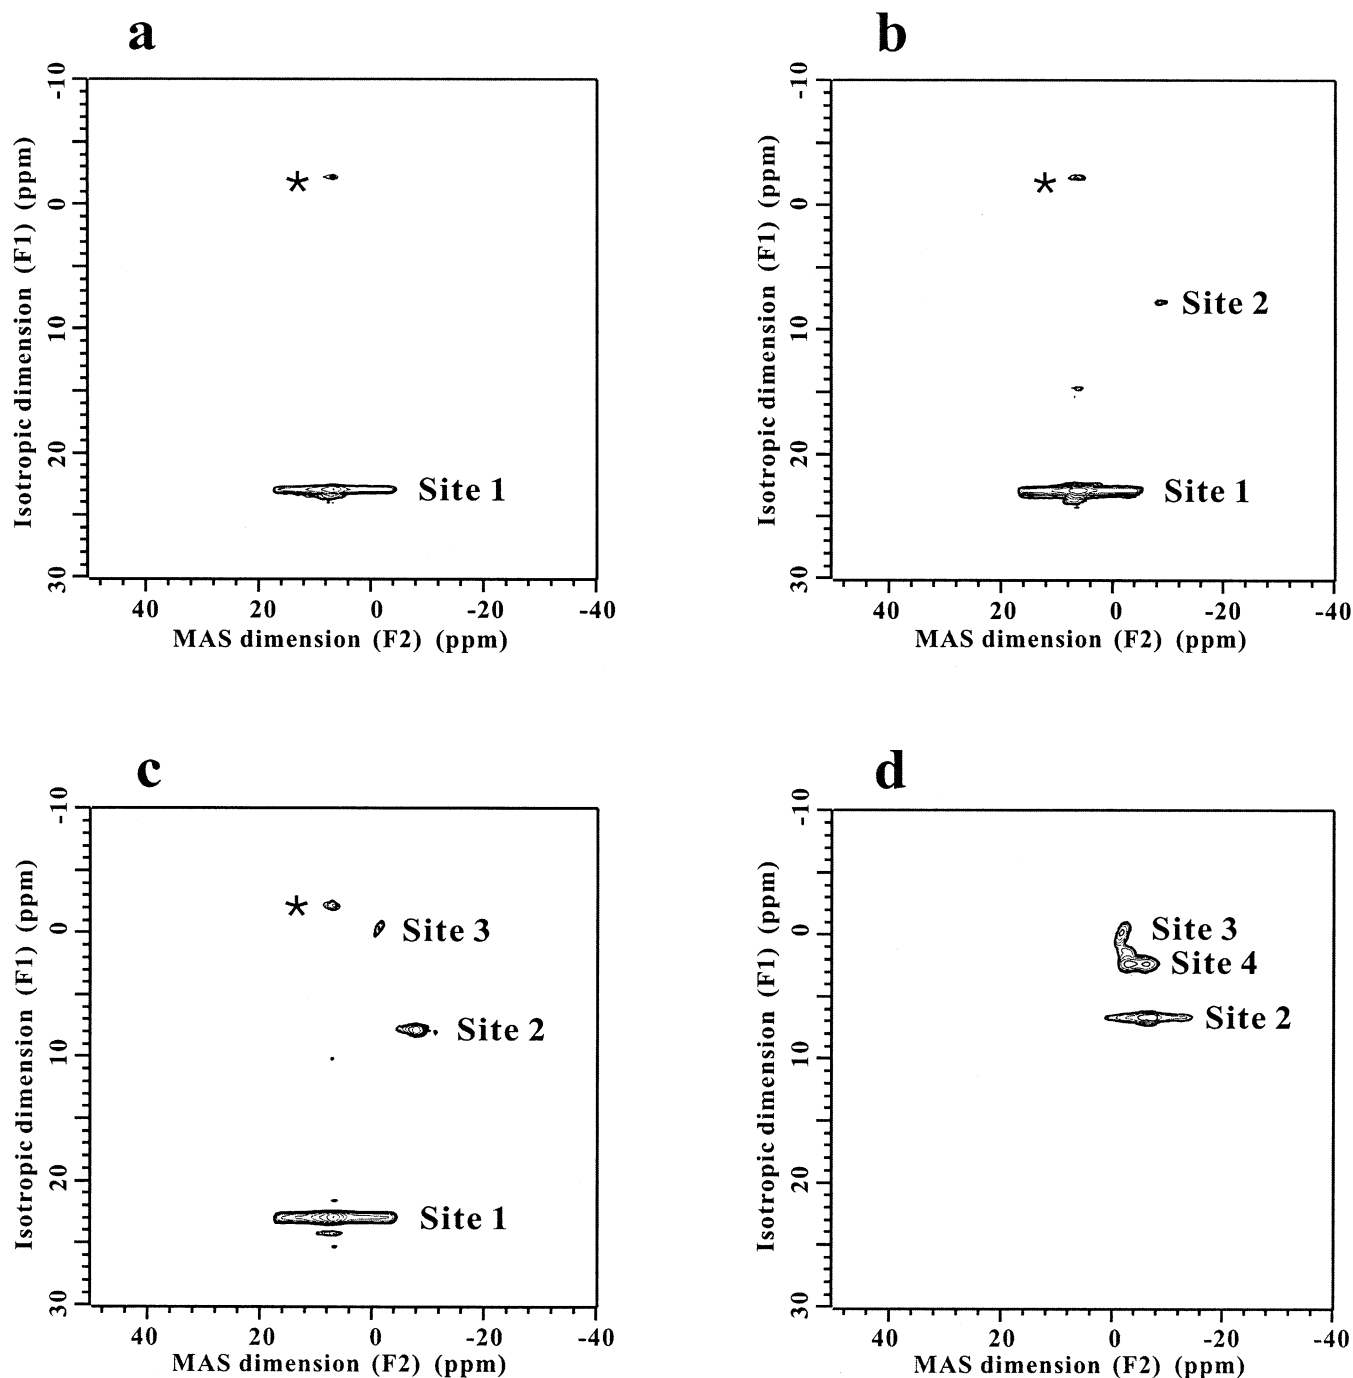 a
-10
0
10
20
30
Isotropic dimension (F1) (ppm)
*
Site 1
40 20 0 -20 -40
MAS dimension (F2) (ppm)
b
-10
0
10
20
30
Isotropic dimension (F1) (ppm)
*
Site 2
Site 1
40 20 0 -20 -40
MAS dimension (F2) (ppm)
c
-10
0
10
20
30
Isotropic dimension (F1) (ppm)
*
Site 3
Site 2
Site 1
40 20 0 -20 -40
MAS dimension (F2) (ppm)
d
-10
0
10
20
30
Isotropic dimension (F1) (ppm)
Site 3
Site 4
Site 2
40 20 0 -20 -40
MAS dimension (F2) (ppm)